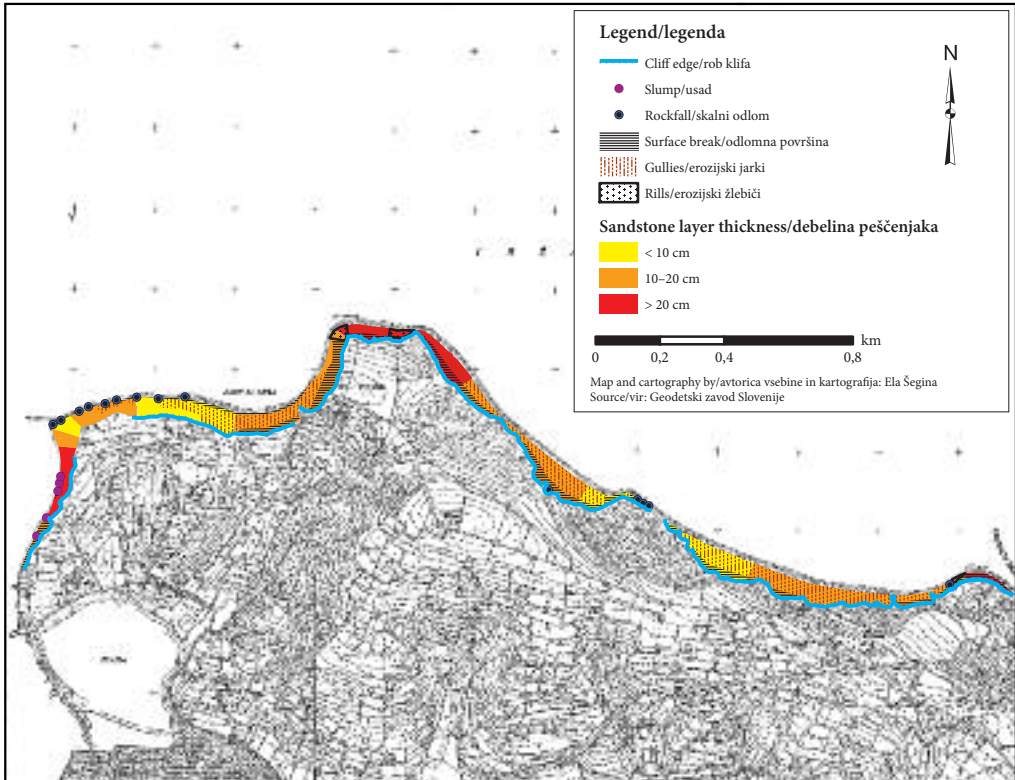 Legend/legenda
N
Cliff edge/rob klifa
Slump/usad
Rockfall/skalni odlom
Surface break/odlomna površina
Gullies/erozijski jarki
Rills/erozijski žlebiči
Sandstone layer thickness/debelina peščenjaka
< 10 cm
10–20 cm
> 20 cm
km
0 0,2 0,4 0,8
Map and cartography by/avtorica vsebine in kartografija: Ela Šegina
Source/vir: Geodetski zavod Slovenije